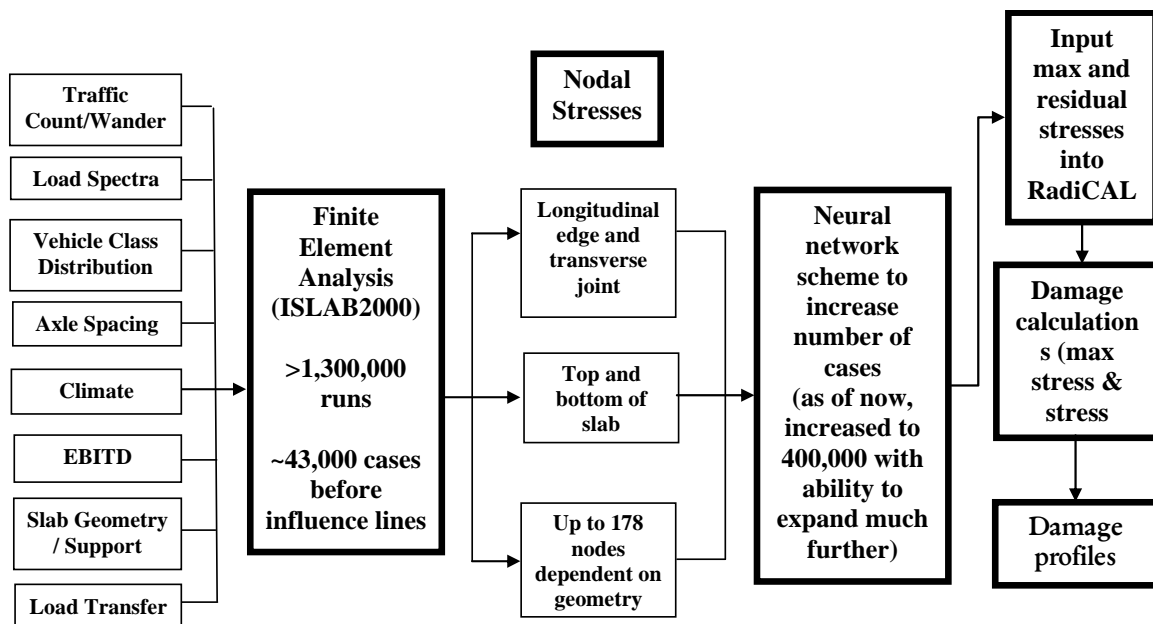 Traffic
Count/Wander
Load Spectra
Vehicle Class
Distribution
Axle Spacing
Climate
EBITD
Slab Geometry
/ Support
Load Transfer
Finite
Element
Analysis
(ISLAB2000)
>1,300,000
runs
~43,000 cases
before
influence lines
Nodal
Stresses
Longitudinal
edge and
transverse
joint
Top and
bottom of
slab
Up to 178
nodes
dependent on
geometry
Neural
network
scheme to
increase
number of
cases
(as of now,
increased to
400,000 with
ability to
expand much
further)
Input
max and
residual
stresses
into
RadiCAL
Damage
calculation
s (max
stress &
stress
Damage
profiles